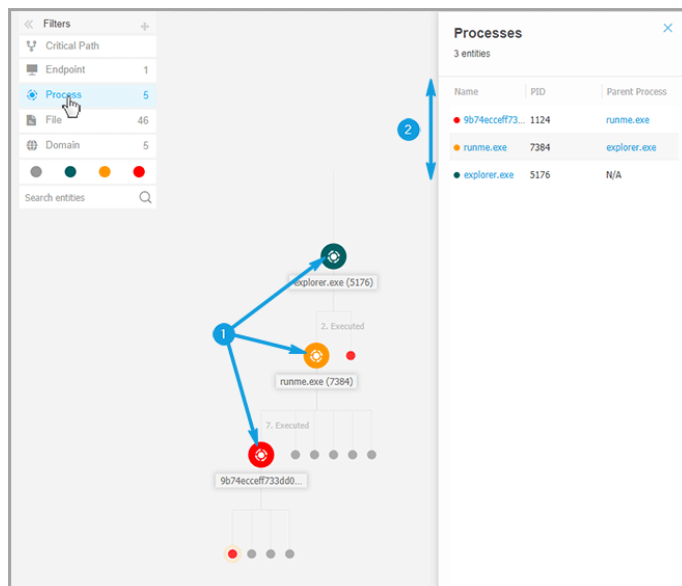 Filters
Critical Path
Endpoint 1
Process 5
File 46
Domain 5
Search entities
Processes
3 entities
Name PID Parent Process
9b74ecceff73... 1124 runme.exe
runme.exe 7384 explorer.exe
explorer.exe 5176 N/A
2
explorer.exe (5176)
1
2. Executed
runme.exe (7384)
7. Executed
9b74ecceff733dd0...